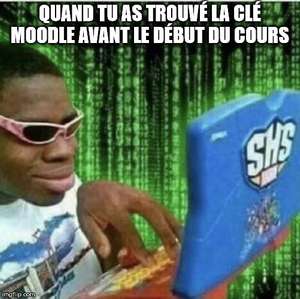 QUAND TU AS TROUVÉ LA CLÉ
MOODLE AVANT LE DÉBUT DU COURS
SHS
imgflip.com